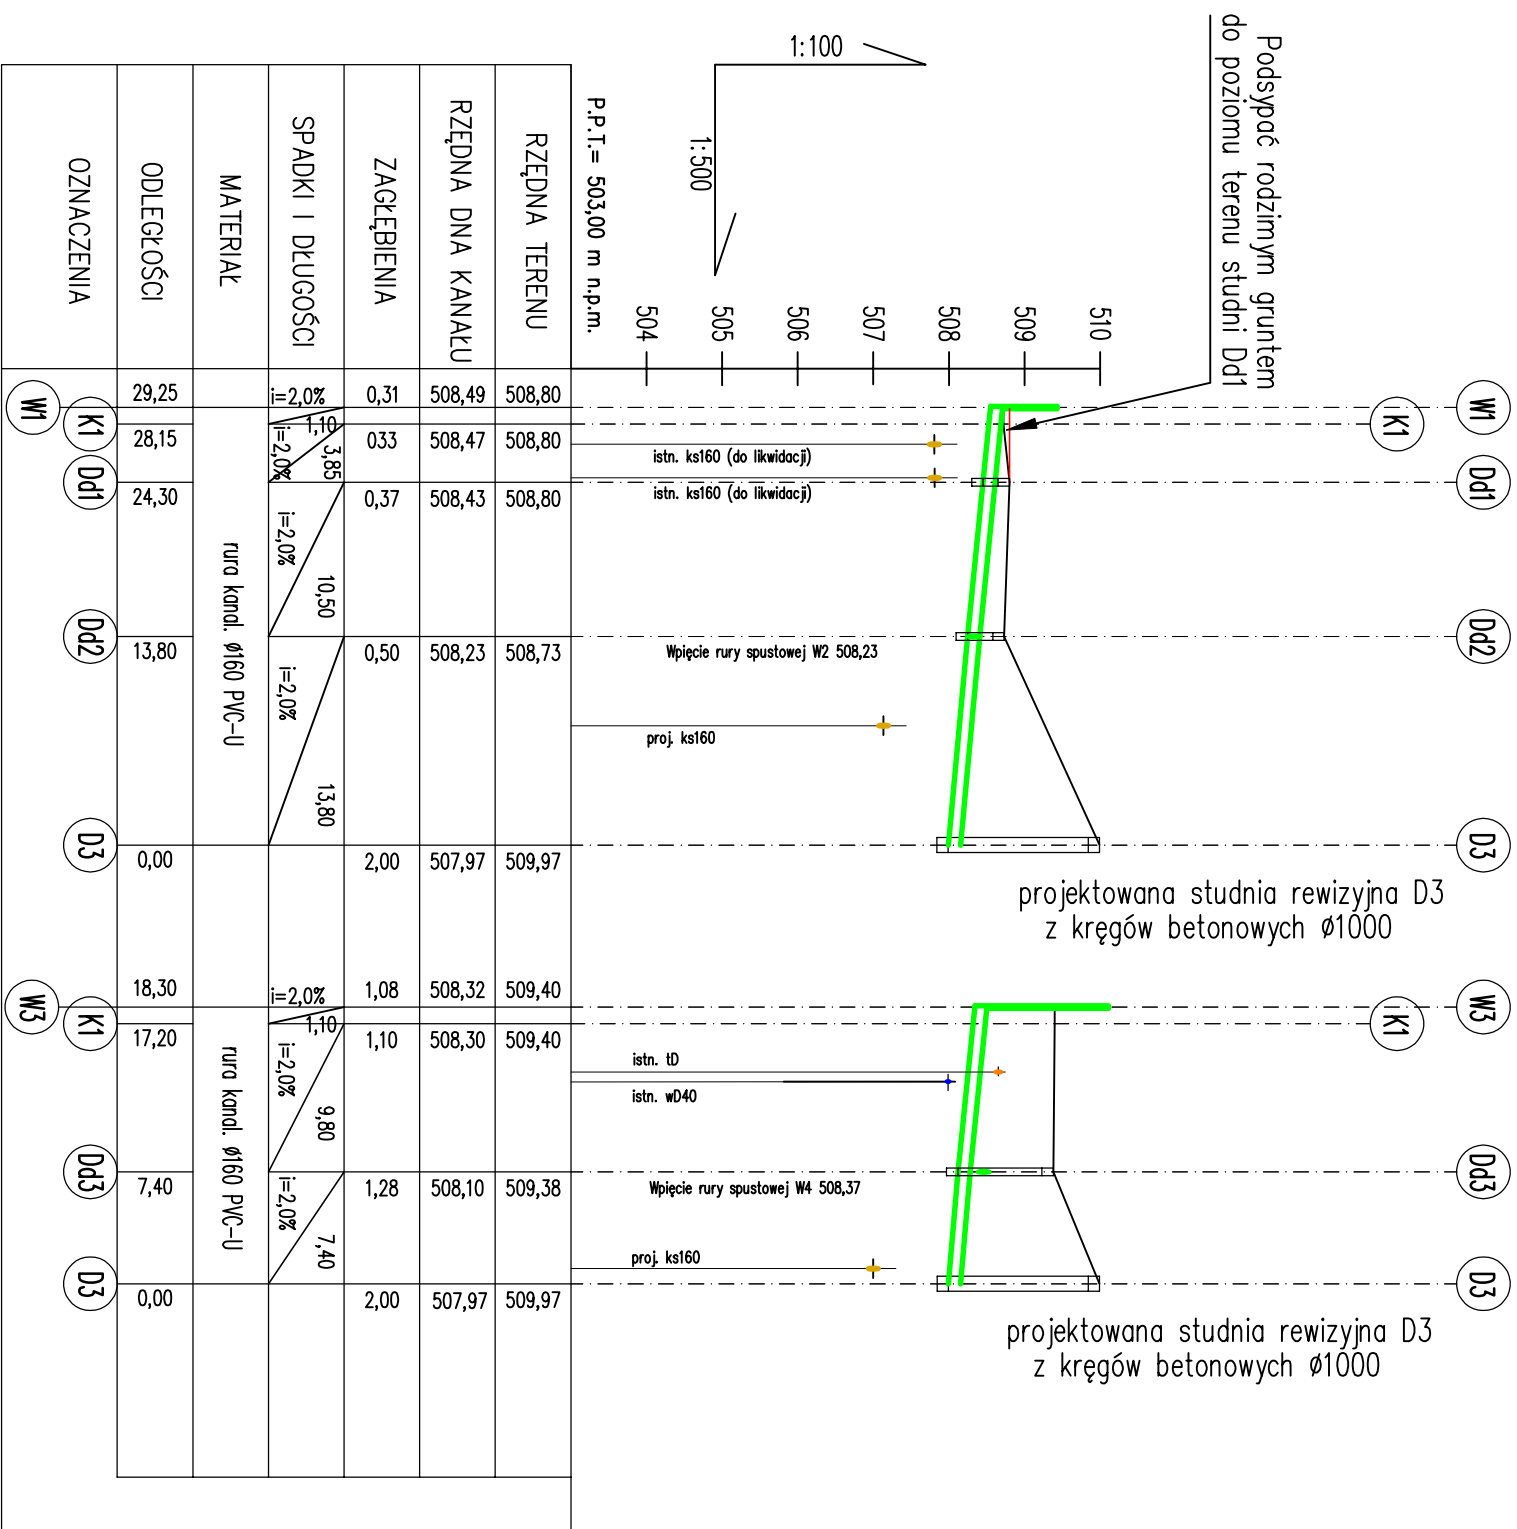 Podsypać rodzimym gruntem
do poziomu terenu studni Dd1
1:100
1:500
W1
K1
Dd1
Dd2
D3
W3
K1
Dd3
D3
510
509
508
507
506
505
504
P.P.T.= 503,00 m n.p.m.
istn. ks160 (do likwidacji)
istn. ks160 (do likwidacji)
Wpięcie rury spustowej W2 508,23
proj. ks160
projektowana studnia rewizyjna D3
z kręgów betonowych ø1000
istn. tD
istn. wD40
Wpięcie rury spustowej W4 508,37
proj. ks160
projektowana studnia rewizyjna D3
z kręgów betonowych ø1000
RZĘDNA TERENU
508,80
508,80
508,80
508,73
509,97
509,40
509,40
509,38
509,97
RZĘDNA DNA KANAŁU
508,49
508,47
508,43
508,23
507,97
508,32
508,30
508,10
507,97
ZAGŁĘBIENIA
0,31
033
0,37
0,50
2,00
1,08
1,10
1,28
2,00
SPADKI I DŁUGOŚCI
i=2,0%
1,10
i=2,0%
3,85
i=2,0%
10,50
i=2,0%
13,80
i=2,0%
1,10
i=2,0%
9,80
i=2,0%
7,40
MATERIAŁ
rura kanal. ø160 PVC-U
rura kanal. ø160 PVC-U
ODLEGŁOŚCI
29,25
28,15
24,30
13,80
0,00
18,30
17,20
7,40
0,00
OZNACZENIA
W1
K1
Dd1
Dd2
D3
W3
K1
Dd3
D3